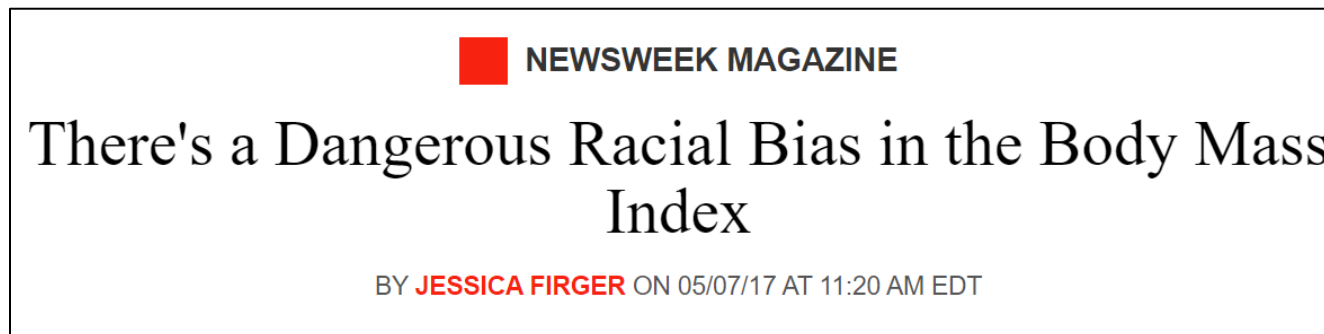 NEWSWEEK MAGAZINE
There's a Dangerous Racial Bias in the Body Mass
Index
BY JESSICA FIRGER ON 05/07/17 AT 11:20 AM EDT